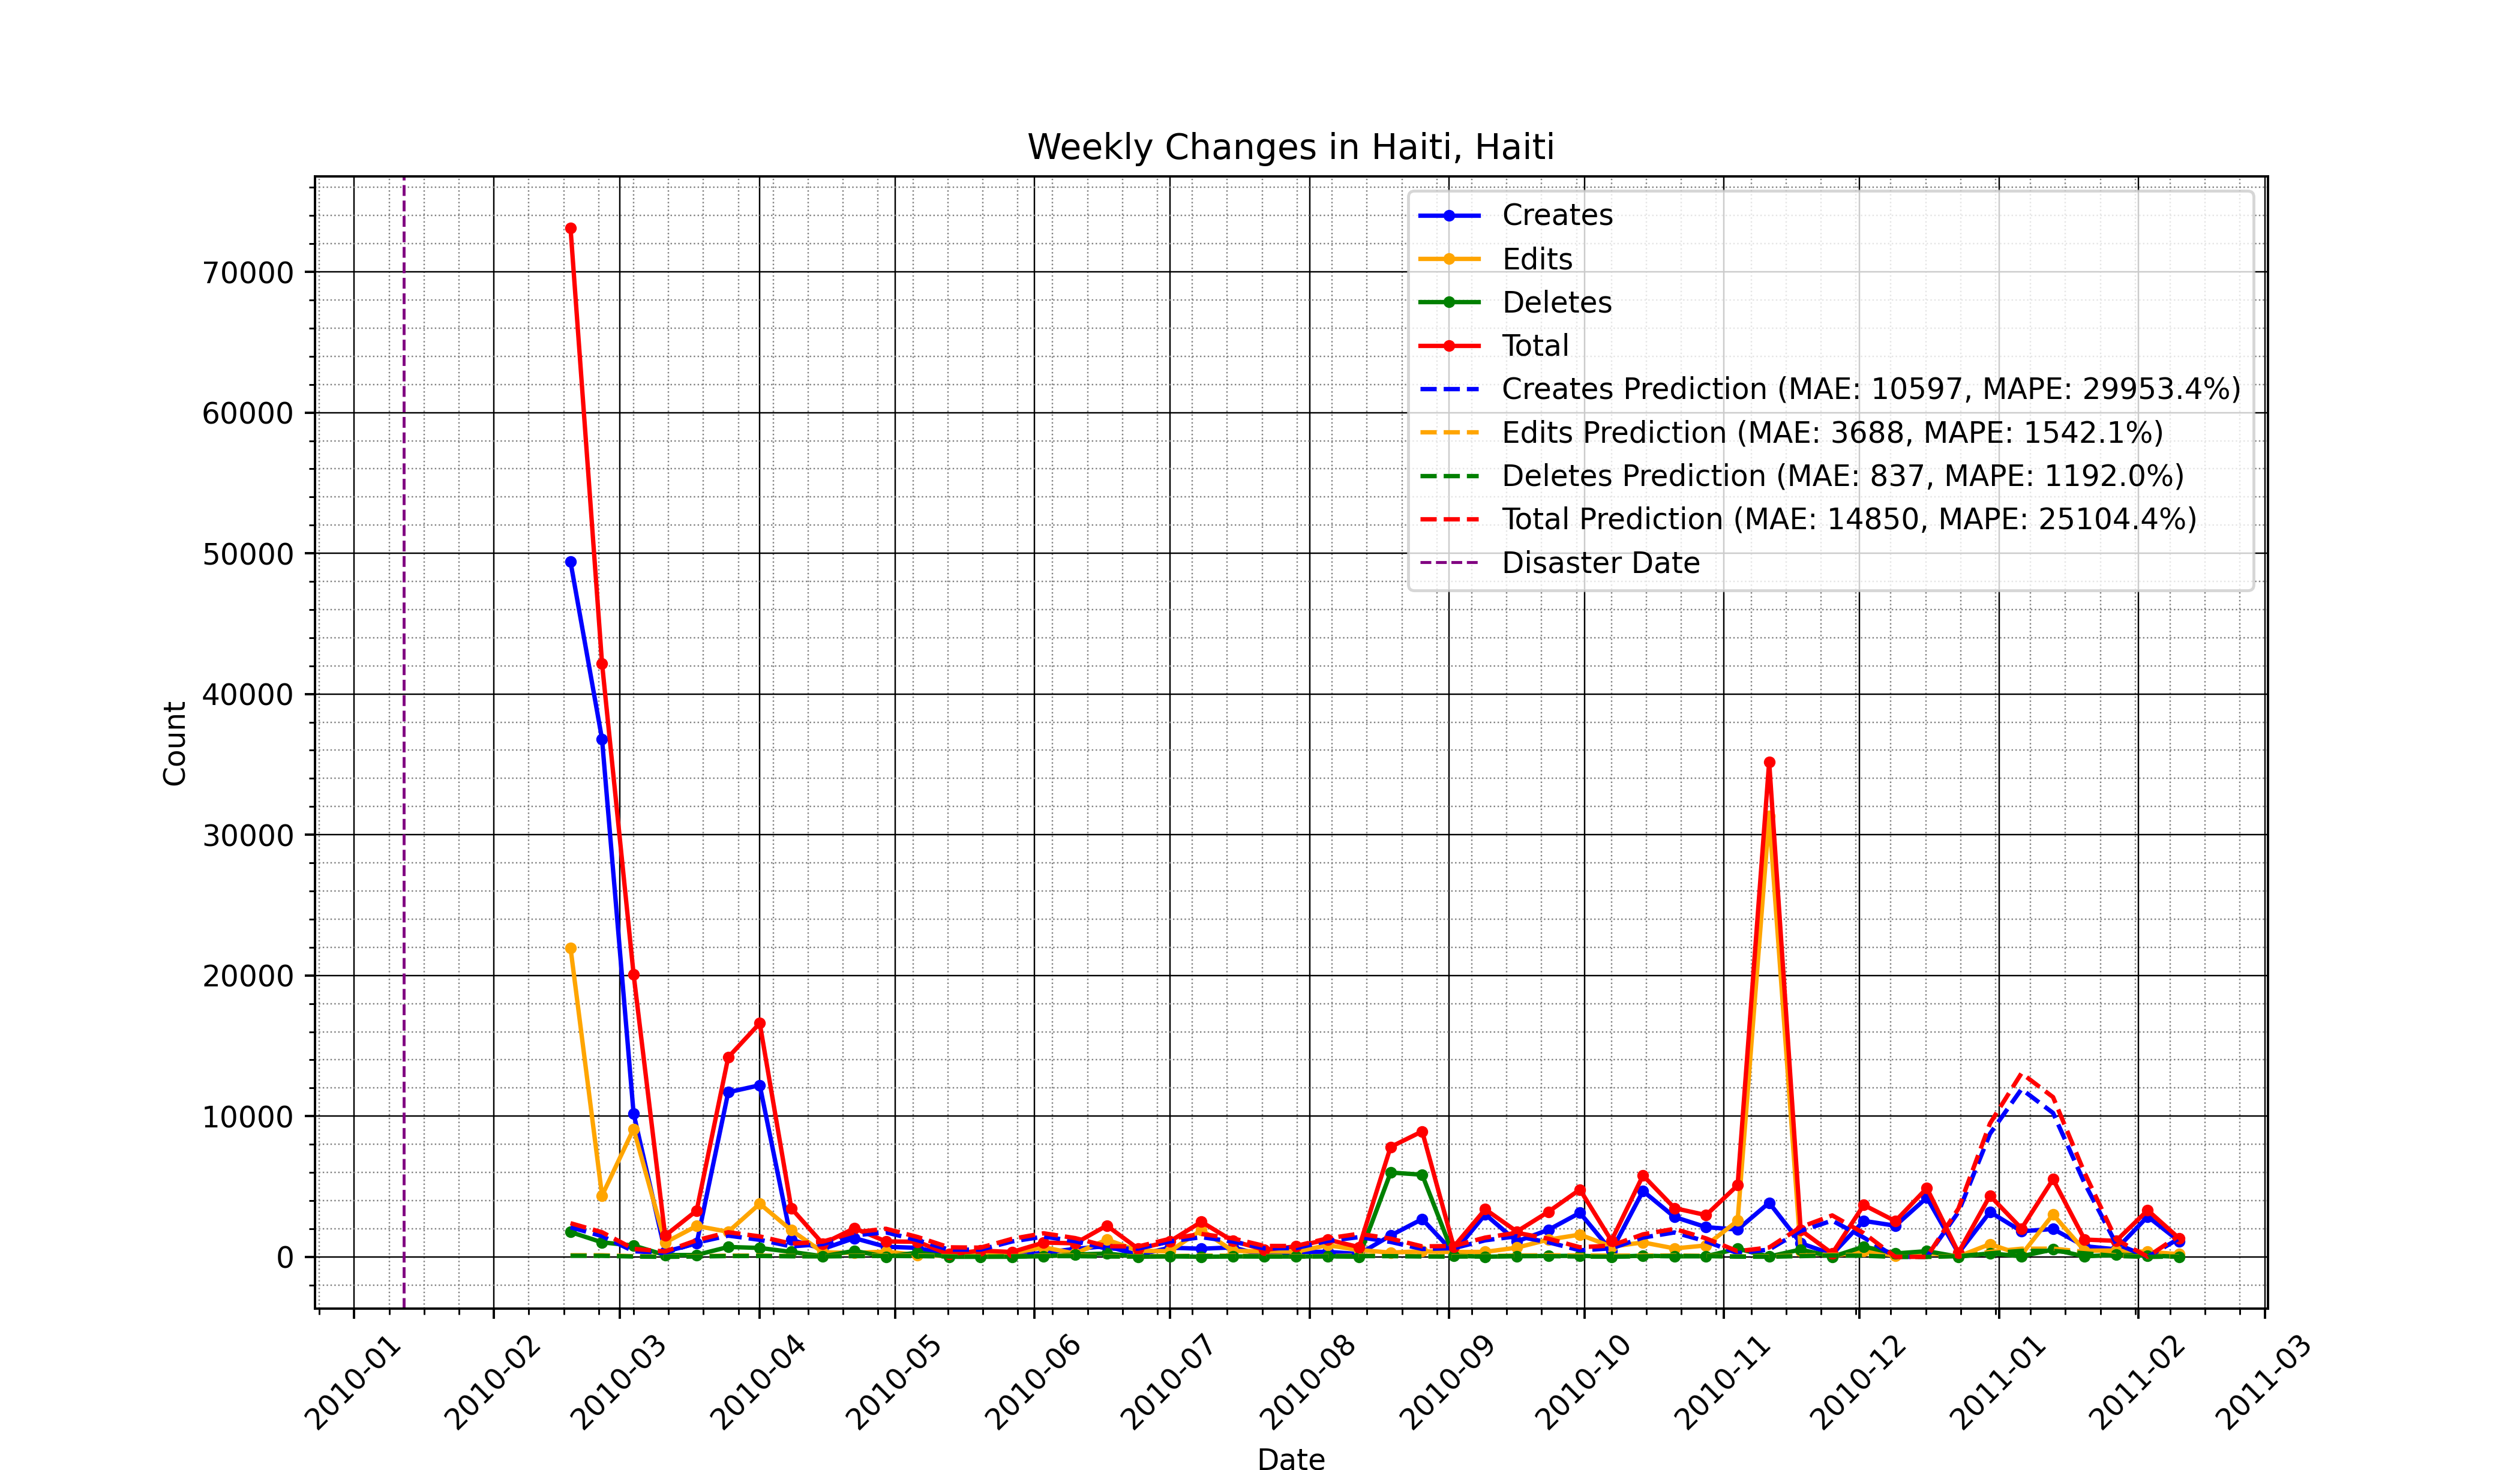 Weekly Changes in Haiti, Haiti
Creates
Edits
Deletes
Total
Creates Prediction (MAE: 10597, MAPE: 29953.4%)
Edits Prediction (MAE: 3688, MAPE: 1542.1%)
Deletes Prediction (MAE: 837, MAPE: 1192.0%)
Total Prediction (MAE: 14850, MAPE: 25104.4%)
Disaster Date
Count
70000
60000
50000
40000
30000
20000
10000
0
2010-01
2010-02
2010-03
2010-04
2010-05
2010-06
2010-07
2010-08
2010-09
2010-10
2010-11
2010-12
2011-01
2011-02
2011-03
Date